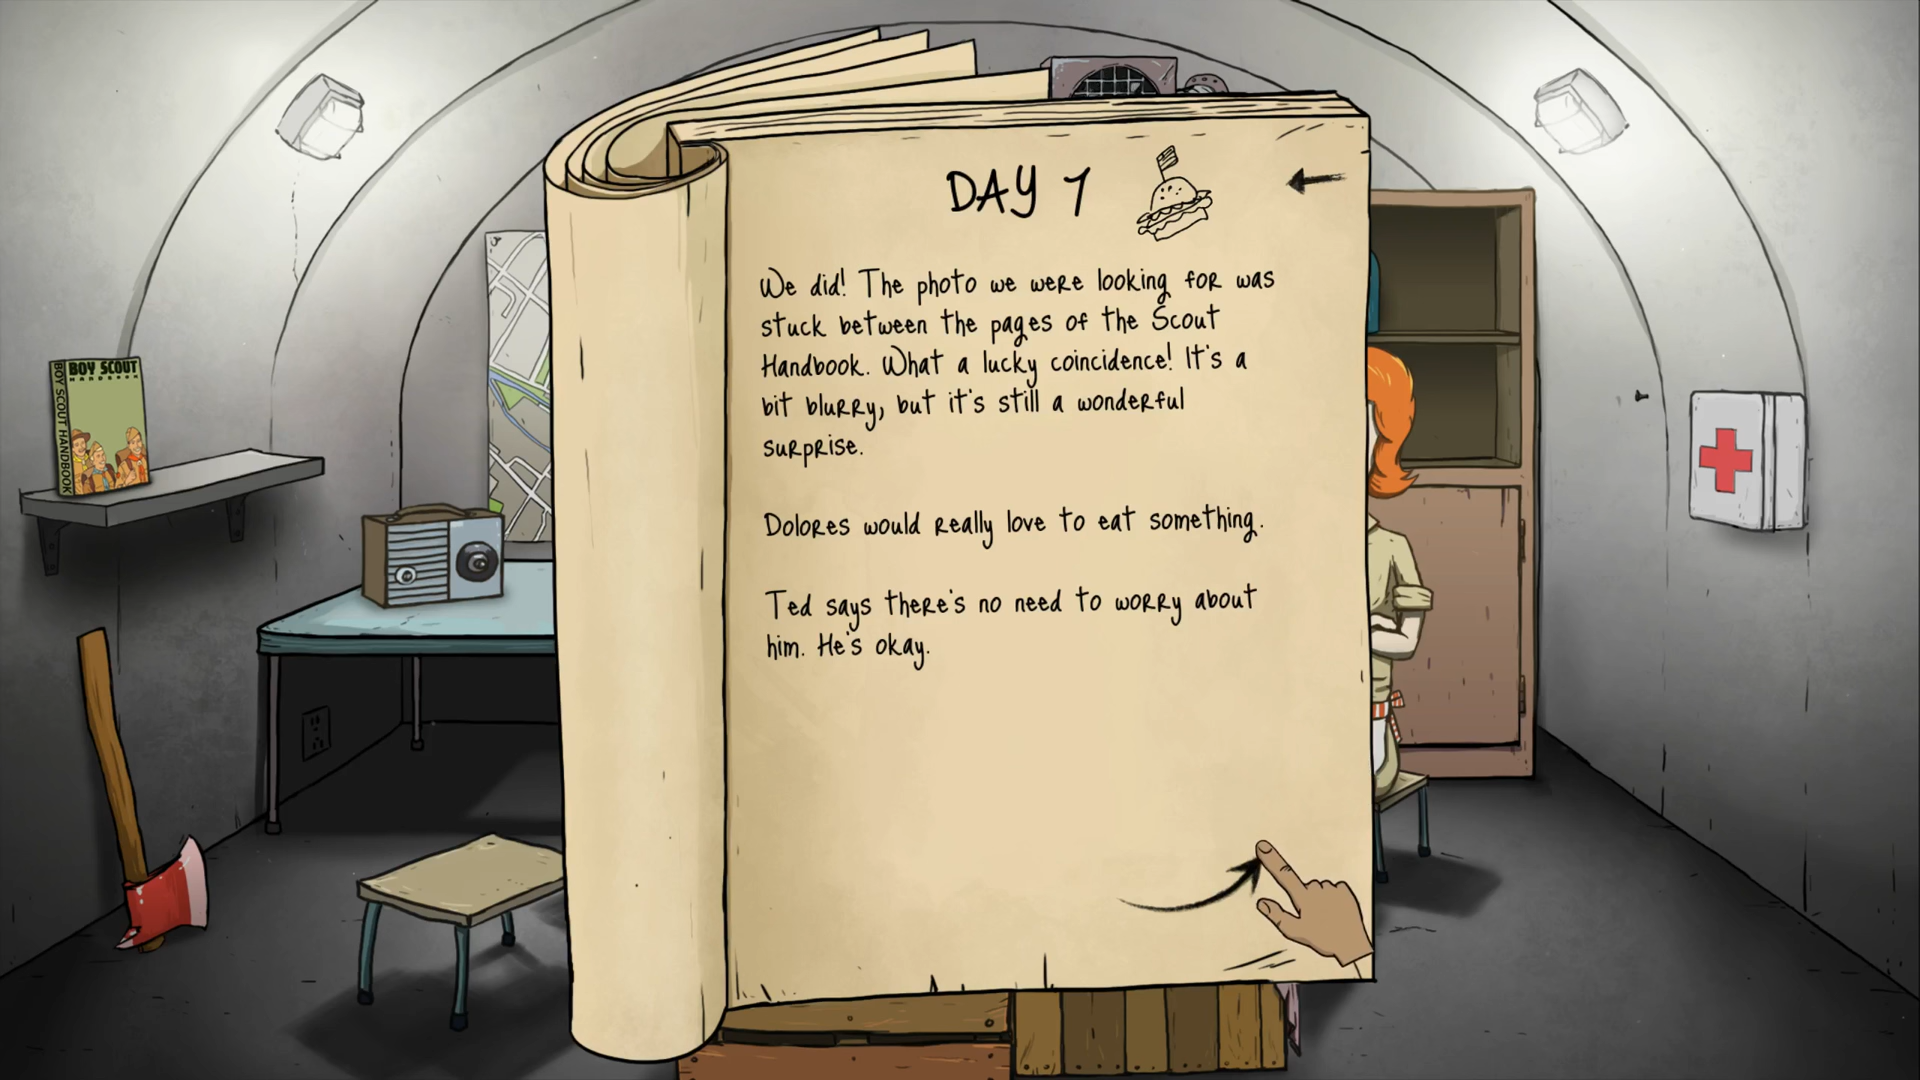 BOY SCOUT
HANDBOOK
BOY SCOUT HANDBOOK
DAY 7
We did! The photo we were looking for was
stuck between the pages of the Scout
Handbook. What a lucky coincidence! It's a
bit blurry, but it's still a wonderful
surprise.
Dolores would really love to eat something.
Ted says there's no need to worry about
him. He's okay.